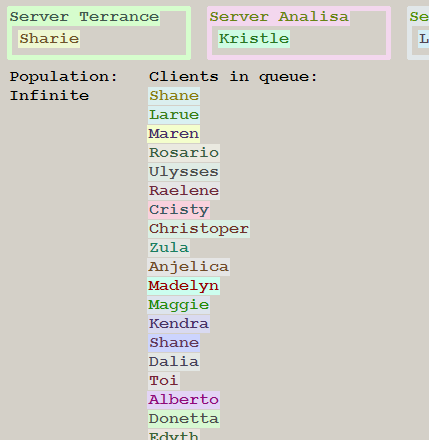 Server Terrance Server Analisa Se
Sharie Kristle L
Population: Clients in queue:
Infinite
Shane
Larue
Maren
Rosario
Ulysses
Raelene
Cristy
Christoper
Zula
Anjelica
Madelyn
Maggie
Kendra
Shane
Dalia
Toi
Alberto
Donetta
Edyth